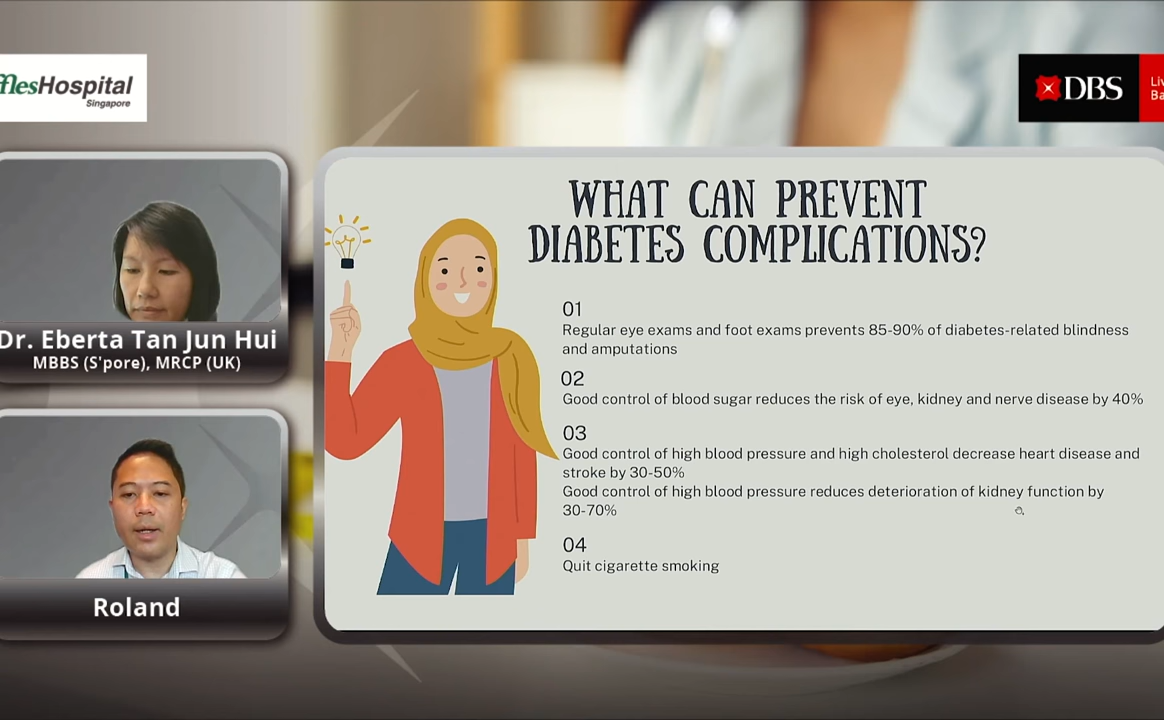 Hospital
Singapore
DBS
Dr. Eberta Tan Jun Hui
MBBS (S'pore), MRCP (UK)
Roland
WHAT CAN PREVENT
DIABETES COMPLICATIONS?
01
Regular eye exams and foot exams prevents 85-90% of diabetes-related blindness
and amputations
02
Good control of blood sugar reduces the risk of eye, kidney and nerve disease by 40%
03
Good control of high blood pressure and high cholesterol decrease heart disease and
stroke by 30-50%
Good control of high blood pressure reduces deterioration of kidney function by
30-70%
04
Quit cigarette smoking